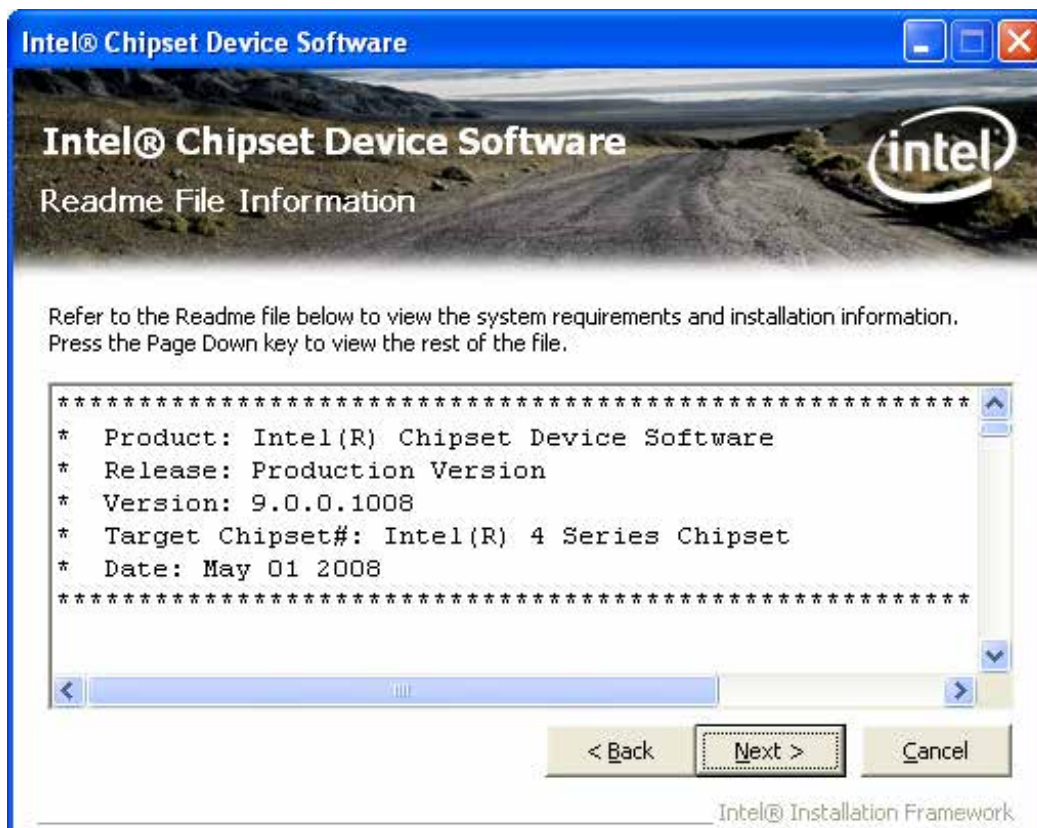 Intel® Chipset Device Software
Intel® Chipset Device Software
intel
Readme File Information
Refer to the Readme file below to view the system requirements and installation information.
Press the Page Down key to view the rest of the file.
*********************************************************
* Product: Intel(R) Chipset Device Software
* Release: Production Version
* Version: 9.0.0.1008
* Target Chipset#: Intel(R) 4 Series Chipset
* Date: May 01 2008
*********************************************************
< Back
Next >
Cancel
Intel® Installation Framework